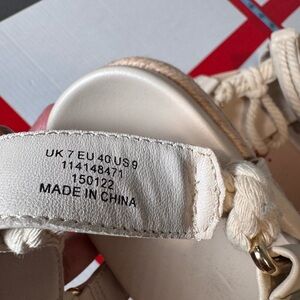 UK 7 EU 40 US 9
114148471
150122
MADE IN CHINA